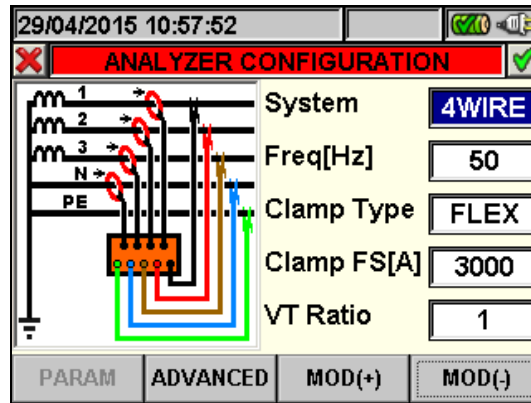 29/04/2015 10:57:52
ANALYZER CONFIGURATION
1
2
3
N
PE
System 4WIRE
Freq[Hz] 50
Clamp Type FLEX
Clamp FS[A] 3000
VT Ratio 1
PARAM ADVANCED MOD(+) MOD(-)